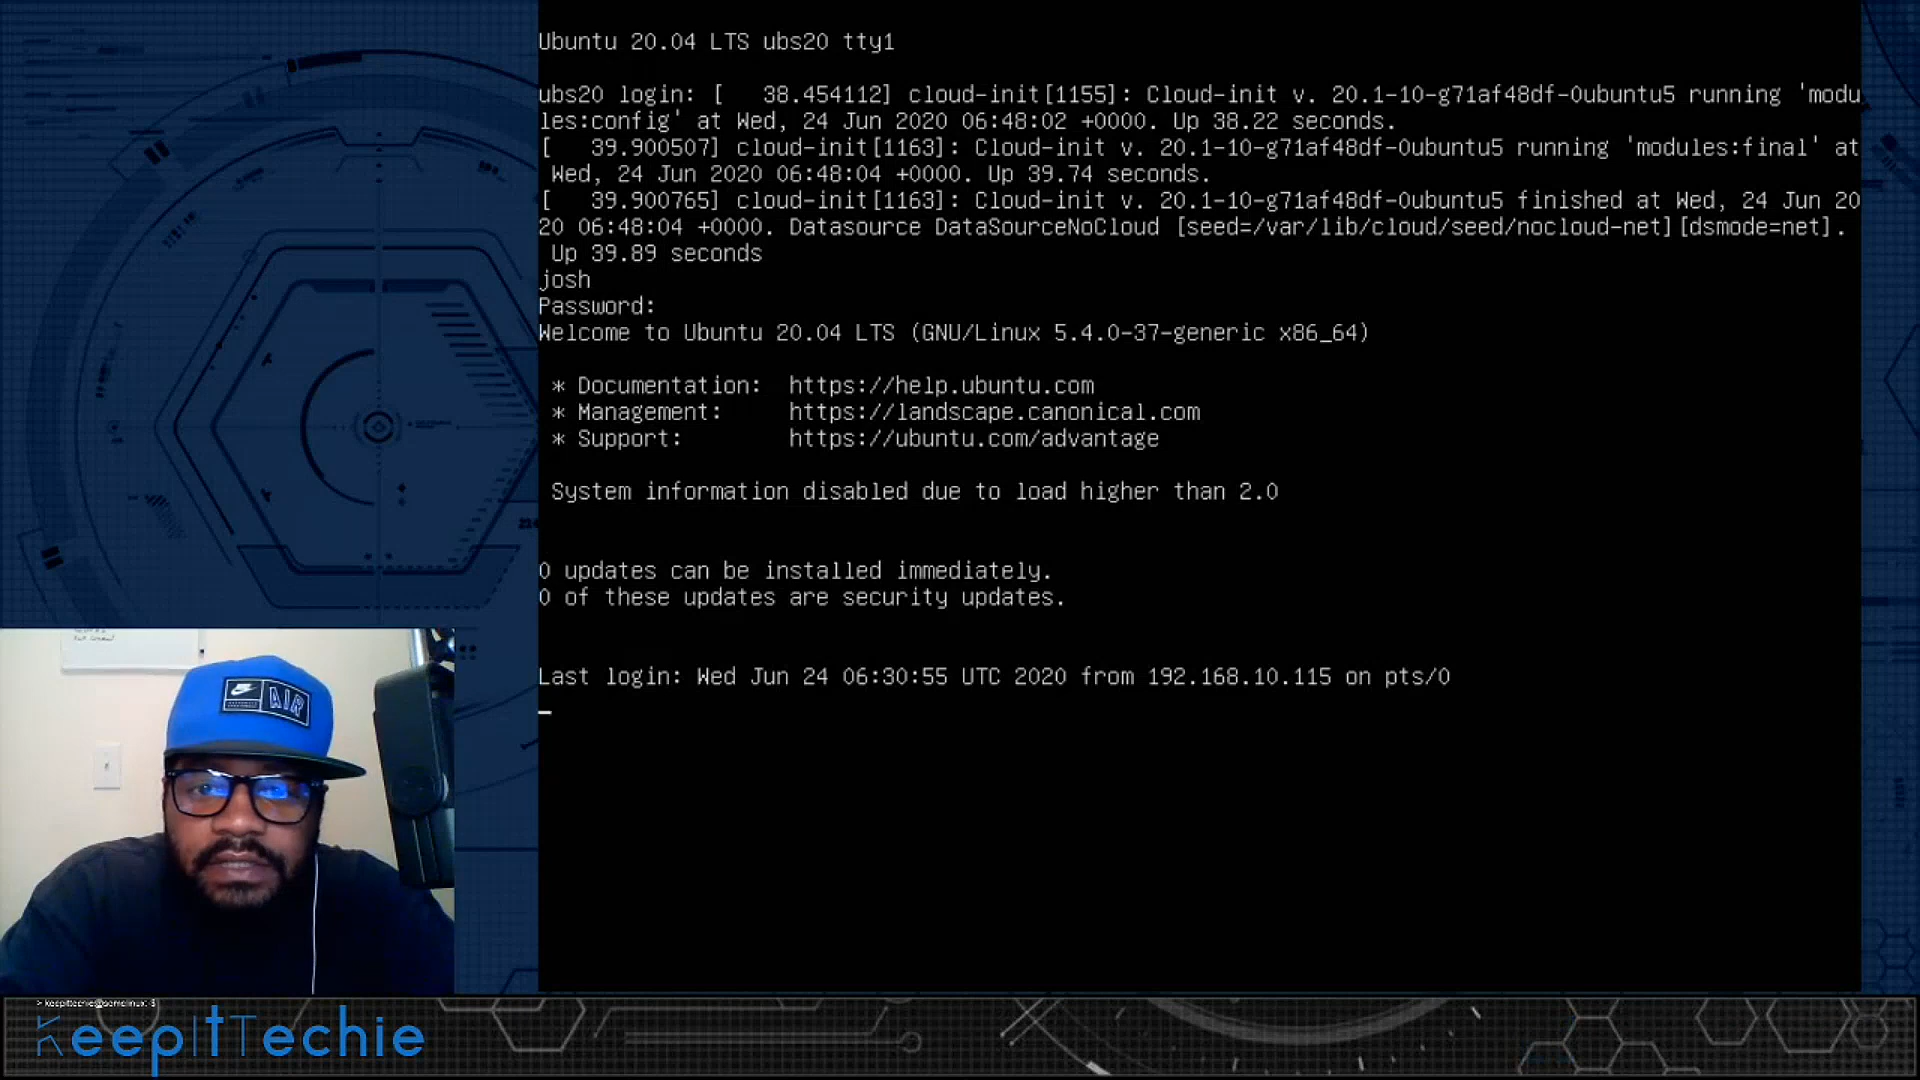 Ubuntu 20.04 LTS ubs20 tty1
ubs20 login: [   38.454112] cloud-init[1155]: Cloud-init v. 20.1-10-g71af48df-0ubuntu5 running 'modu
les:config' at Wed, 24 Jun 2020 06:48:02 +0000. Up 38.22 seconds.
[   39.900507] cloud-init[1163]: Cloud-init v. 20.1-10-g71af48df-0ubuntu5 running 'modules:final' at
 Wed, 24 Jun 2020 06:48:04 +0000. Up 39.74 seconds.
[   39.900765] cloud-init[1163]: Cloud-init v. 20.1-10-g71af48df-0ubuntu5 finished at Wed, 24 Jun 20
20 06:48:04 +0000. Datasource DataSourceNoCloud [seed=/var/lib/cloud/seed/nocloud-net][dsmode=net].
 Up 39.89 seconds
josh
Password:
Welcome to Ubuntu 20.04 LTS (GNU/Linux 5.4.0-37-generic x86_64)
 * Documentation:  https://help.ubuntu.com
 * Management:     https://landscape.canonical.com
 * Support:        https://ubuntu.com/advantage
 System information disabled due to load higher than 2.0
0 updates can be installed immediately.
0 of these updates are security updates.
Last login: Wed Jun 24 06:30:55 UTC 2020 from 192.168.10.115 on pts/0
AIR
KeepItTechie